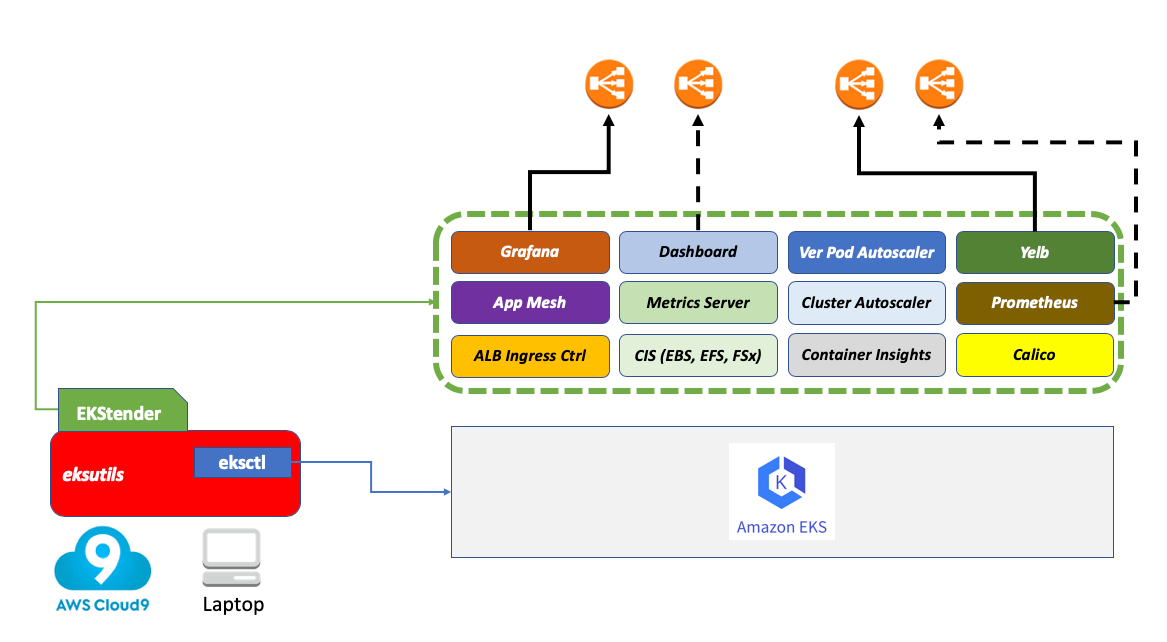 Grafana
Dashboard
Ver Pod Autoscaler
Yelb
App Mesh
Metrics Server
Cluster Autoscaler
Prometheus
ALB Ingress Ctrl
CIS (EBS, EFS, FSx)
Container Insights
Calico
EKStender
eksutils
eksctl
K
Amazon EKS
9
AWS Cloud9
Laptop